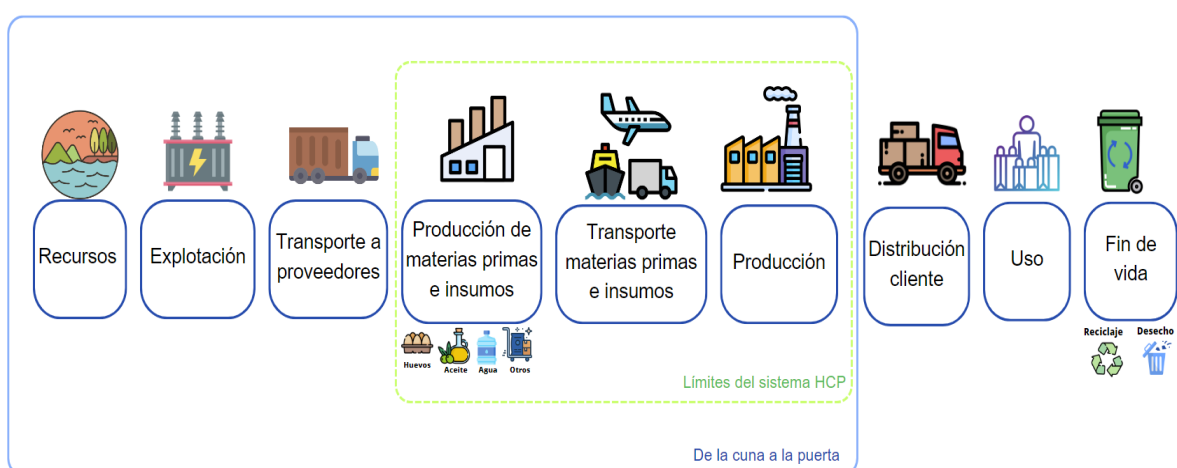 Recursos
Explotación
Transporte a
proveedores
Producción de
materias primas
e insumos
Transporte
materias primas
e insumos
Producción
Distribución
cliente
Uso
Fin de
vida
Huevos
Aceite
Agua
Otros
Reciclaje
Desecho
Límites del sistema HCP
De la cuna a la puerta